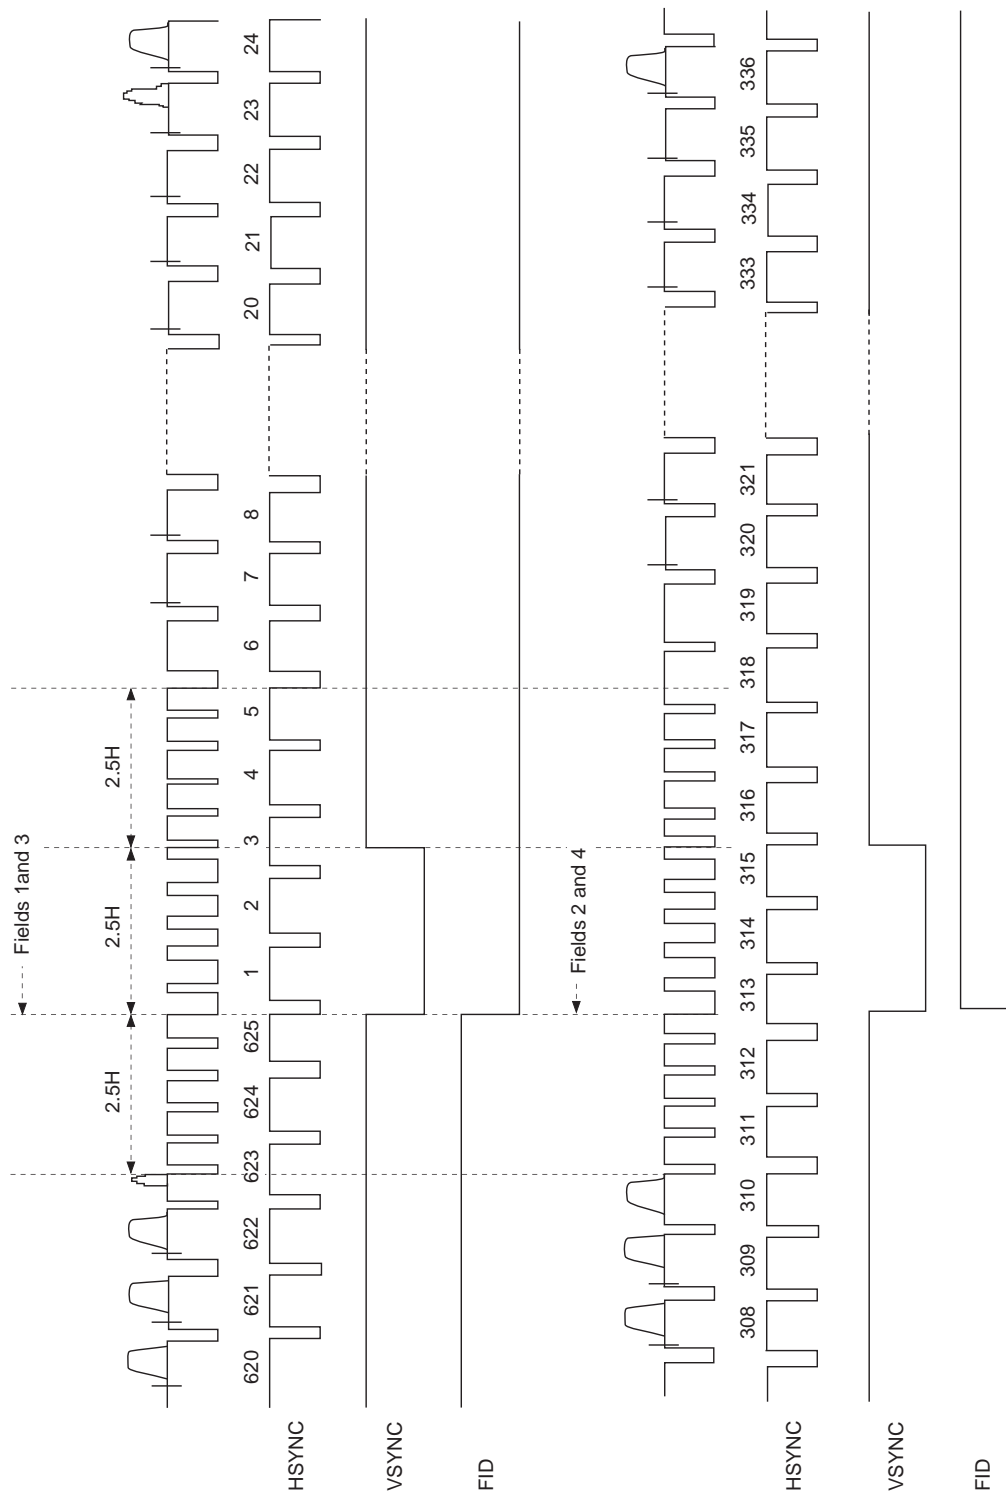 Fields 1and 3
2.5H
2.5H
2.5H
620 621 622 623 624 625 1 2 3 4 5 6 7 8 20 21 22 23 24
HSYNC
VSYNC
FID
Fields 2 and 4
308 309 310 311 312 313 314 315 316 317 318 319 320 321 333 334 335 336
HSYNC
VSYNC
FID